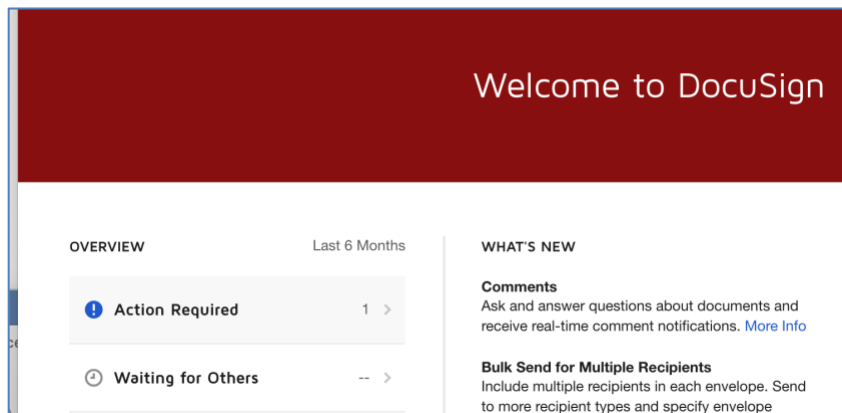 Welcome to DocuSign
OVERVIEW
Last 6 Months
Action Required
1
Waiting for Others
--
WHAT'S NEW
Comments
Ask and answer questions about documents and
receive real-time comment notifications. More Info
Bulk Send for Multiple Recipients
Include multiple recipients in each envelope. Send
to more recipient types and specify envelope